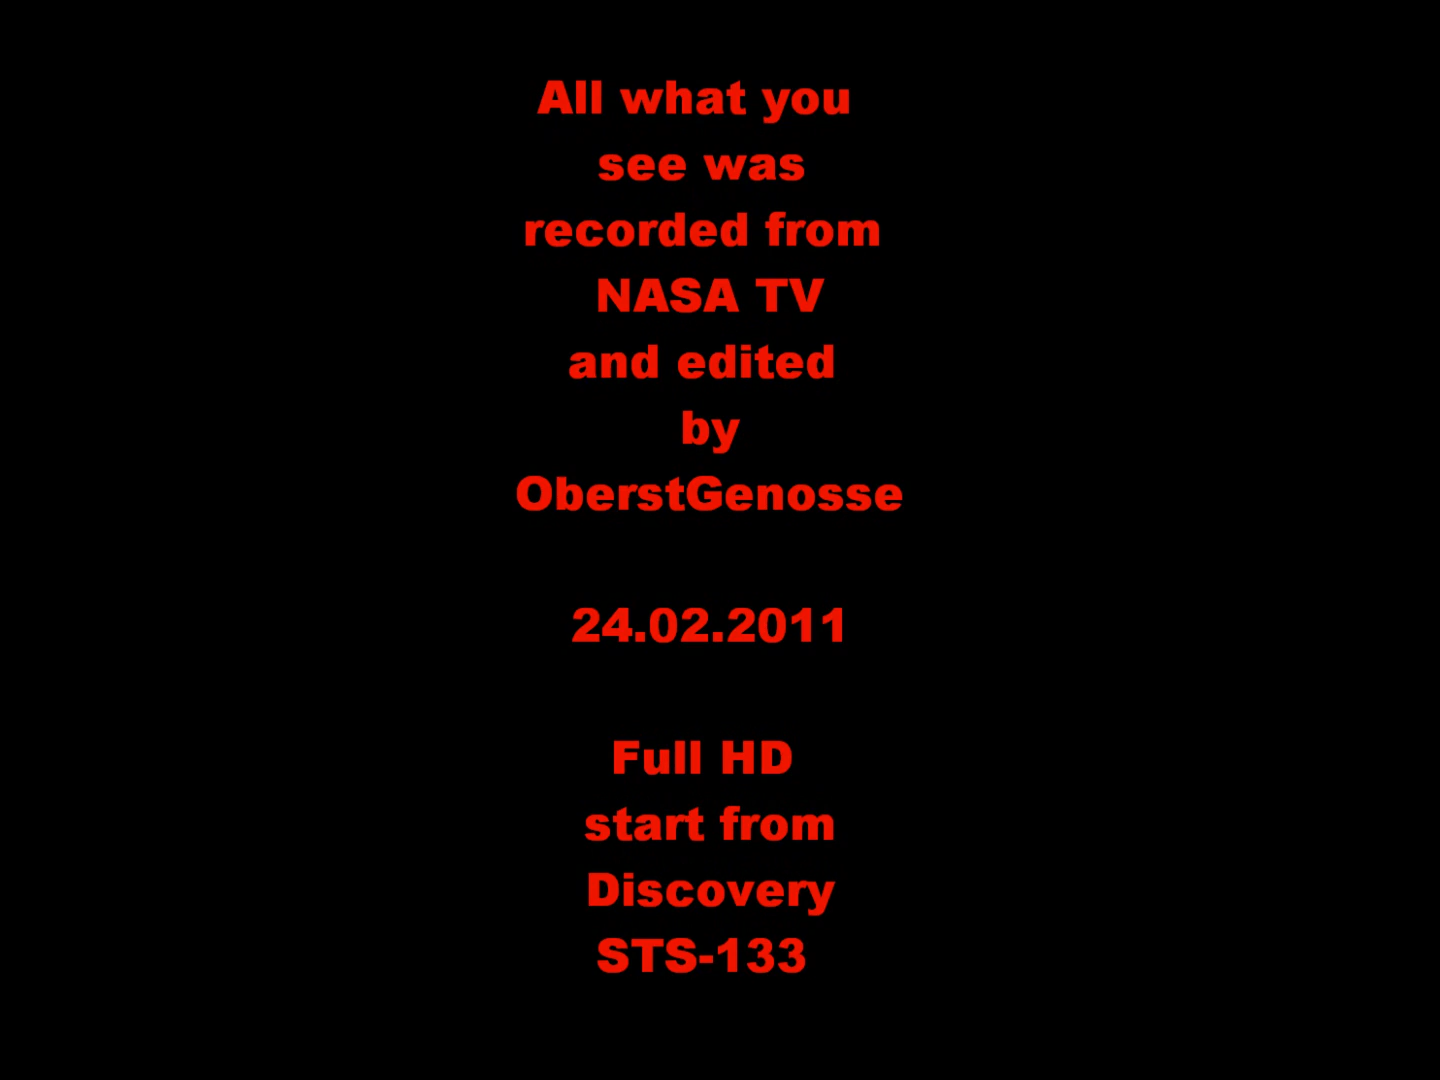 All what you
see was
recorded from
NASA TV
and edited
by
OberstGenosse
24.02.2011
Full HD
start from
Discovery
STS-133